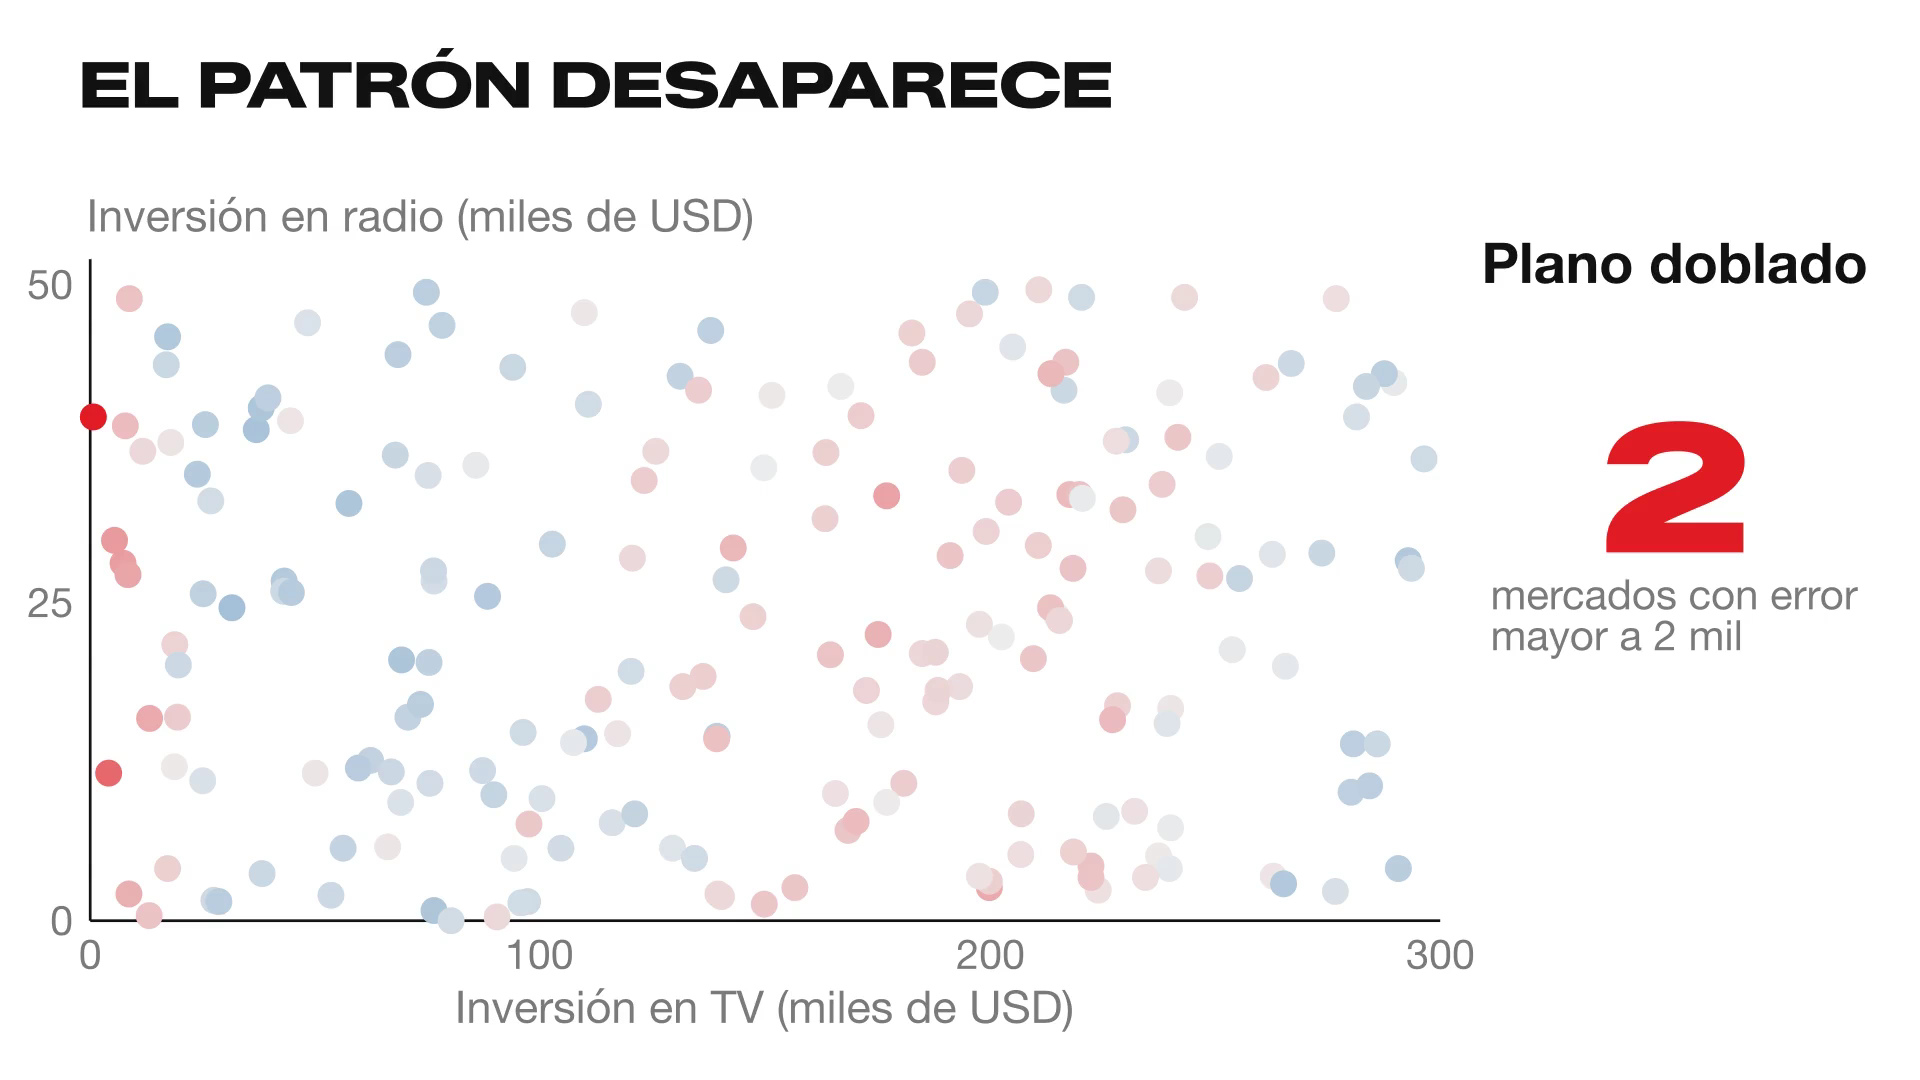 EL PATRÓN DESAPARECE
Inversión en radio (miles de USD)
50
25
0
0 100 200 300
Inversión en TV (miles de USD)
Plano doblado
2
mercados con error
mayor a 2 mil